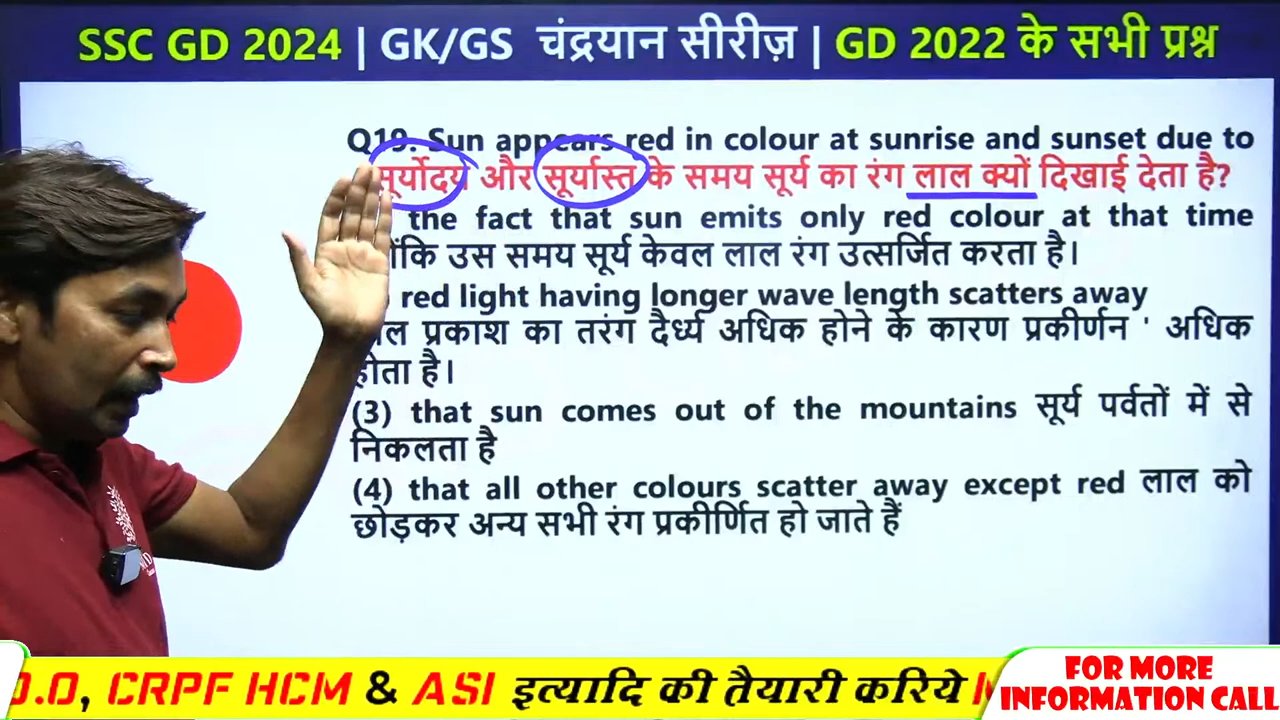 SSC GD 2024 | GK/GS चंद्रयान सीरीज़ | GD 2022 के सभी प्रश्न
Q19. Sun appears red in colour at sunrise and sunset due to
सूर्योदय और सूर्यास्त के समय सूर्य का रंग लाल क्यों दिखाई देता है?
the fact that sun emits only red colour at that time
उस समय सूर्य केवल लाल रंग उत्सर्जित करता है।
red light having longer wave length scatters away
प्रकाश का तरंग दैर्ध्य अधिक होने के कारण प्रकीर्णन ' अधिक
होता है।
(3) that sun comes out of the mountains सूर्य पर्वतों में से
निकलता है
(4) that all other colours scatter away except red लाल को
छोड़कर अन्य सभी रंग प्रकीर्णित हो जाते हैं
CRPF HCM & ASI इत्यादि की तैयारी करिये
FOR MORE
INFORMATION CALL